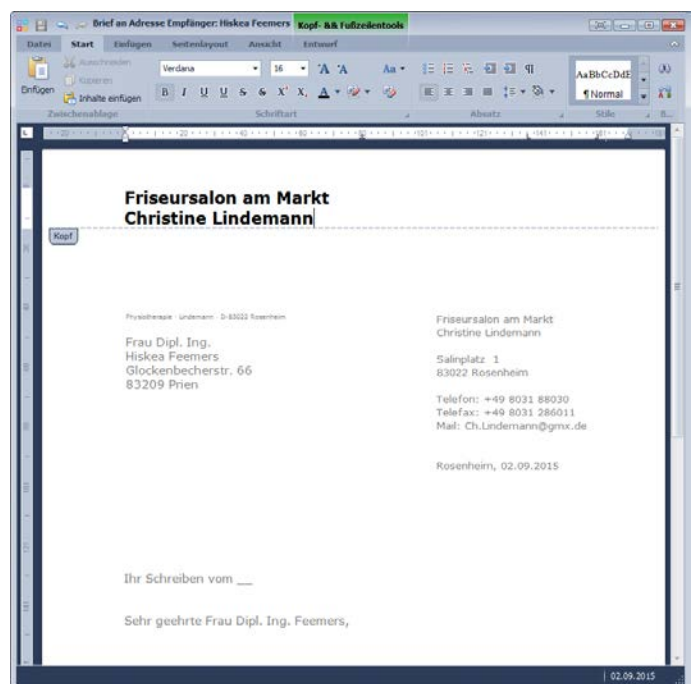 Brief an Adresse Empfänger: Hiskea Feemers
Kopf- && Fußzeilentools
Datei Start Einfügen Seitenlayout Ansicht Entwurf
Einfügen
Ausschneiden
Kopieren
Inhalte einfügen
Verdana 16
AaBbCcDdE
¶ Normal
Zwischenablage Schriftart Absatz Stile B...
Friseursalon am Markt
Christine Lindemann
Kopf
Physiotherapie · Lindemann · D-83022 Rosenheim
Frau Dipl. Ing.
Hiskea Feemers
Glockenbecherstr. 66
83209 Prien
Friseursalon am Markt
Christine Lindemann
Salinplatz 1
83022 Rosenheim
Telefon: +49 8031 88030
Telefax: +49 8031 286011
Mail: Ch.Lindemann@gmx.de
Rosenheim, 02.09.2015
Ihr Schreiben vom __
Sehr geehrte Frau Dipl. Ing. Feemers,
02.09.2015